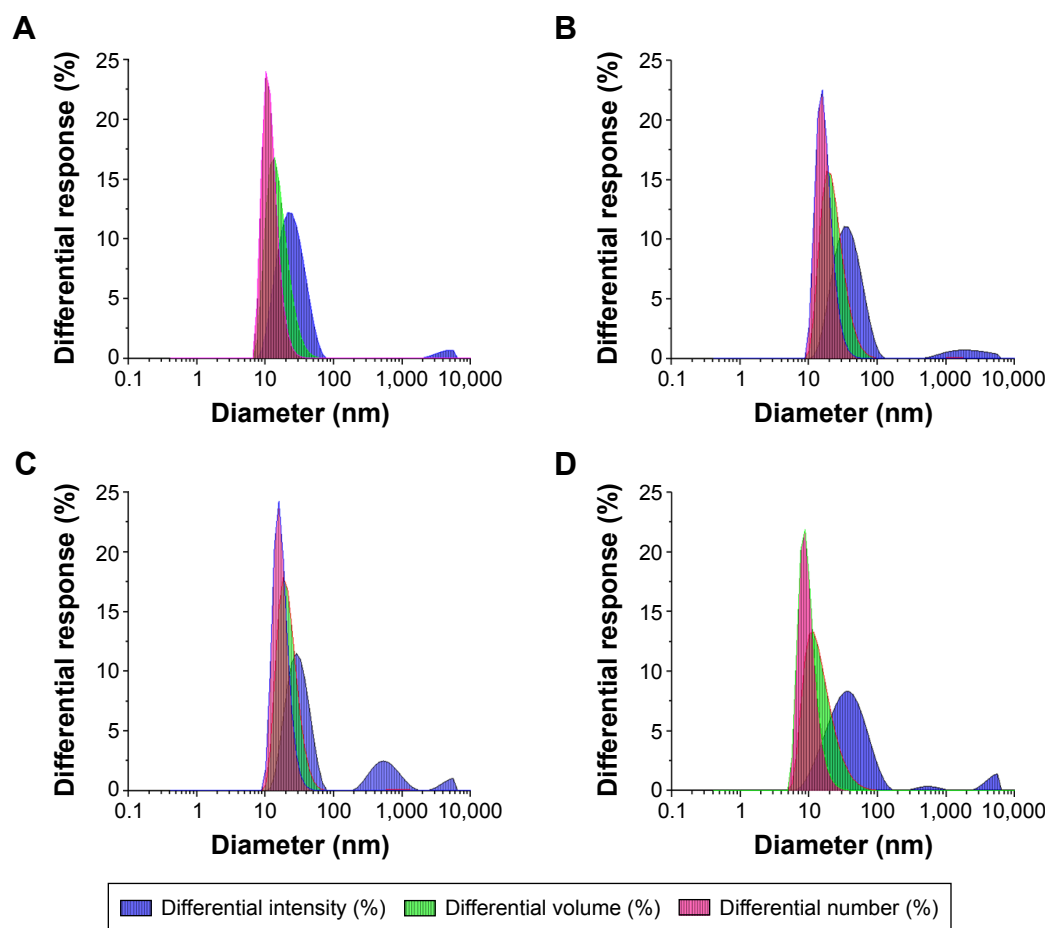 A
Differential response (%)
25
20
15
10
5
0
0.1 1 10 100 1,000 10,000
Diameter (nm)
B
Differential response (%)
25
20
15
10
5
0
0.1 1 10 100 1,000 10,000
Diameter (nm)
C
Differential response (%)
25
20
15
10
5
0
0.1 1 10 100 1,000 10,000
Diameter (nm)
D
Differential response (%)
25
20
15
10
5
0
0.1 1 10 100 1,000 10,000
Diameter (nm)
Differential intensity (%) Differential volume (%) Differential number (%)